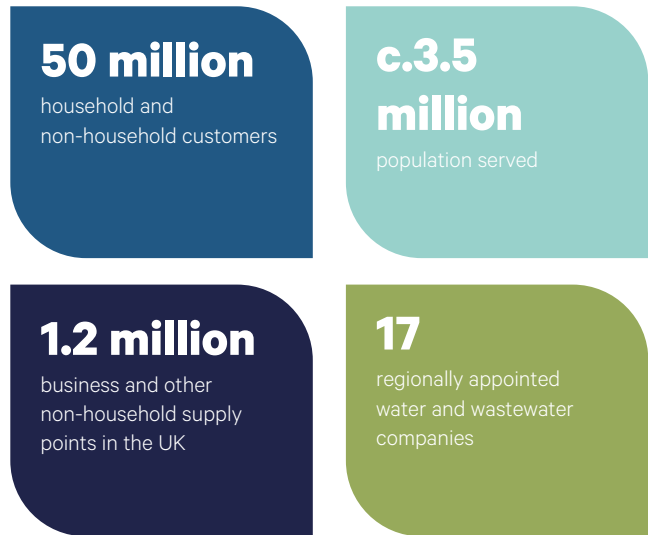 50 million
household and
non-household customers
c.3.5
million
population served
1.2 million
business and other
non-household supply
points in the UK
17
regionally appointed
water and wastewater
companies